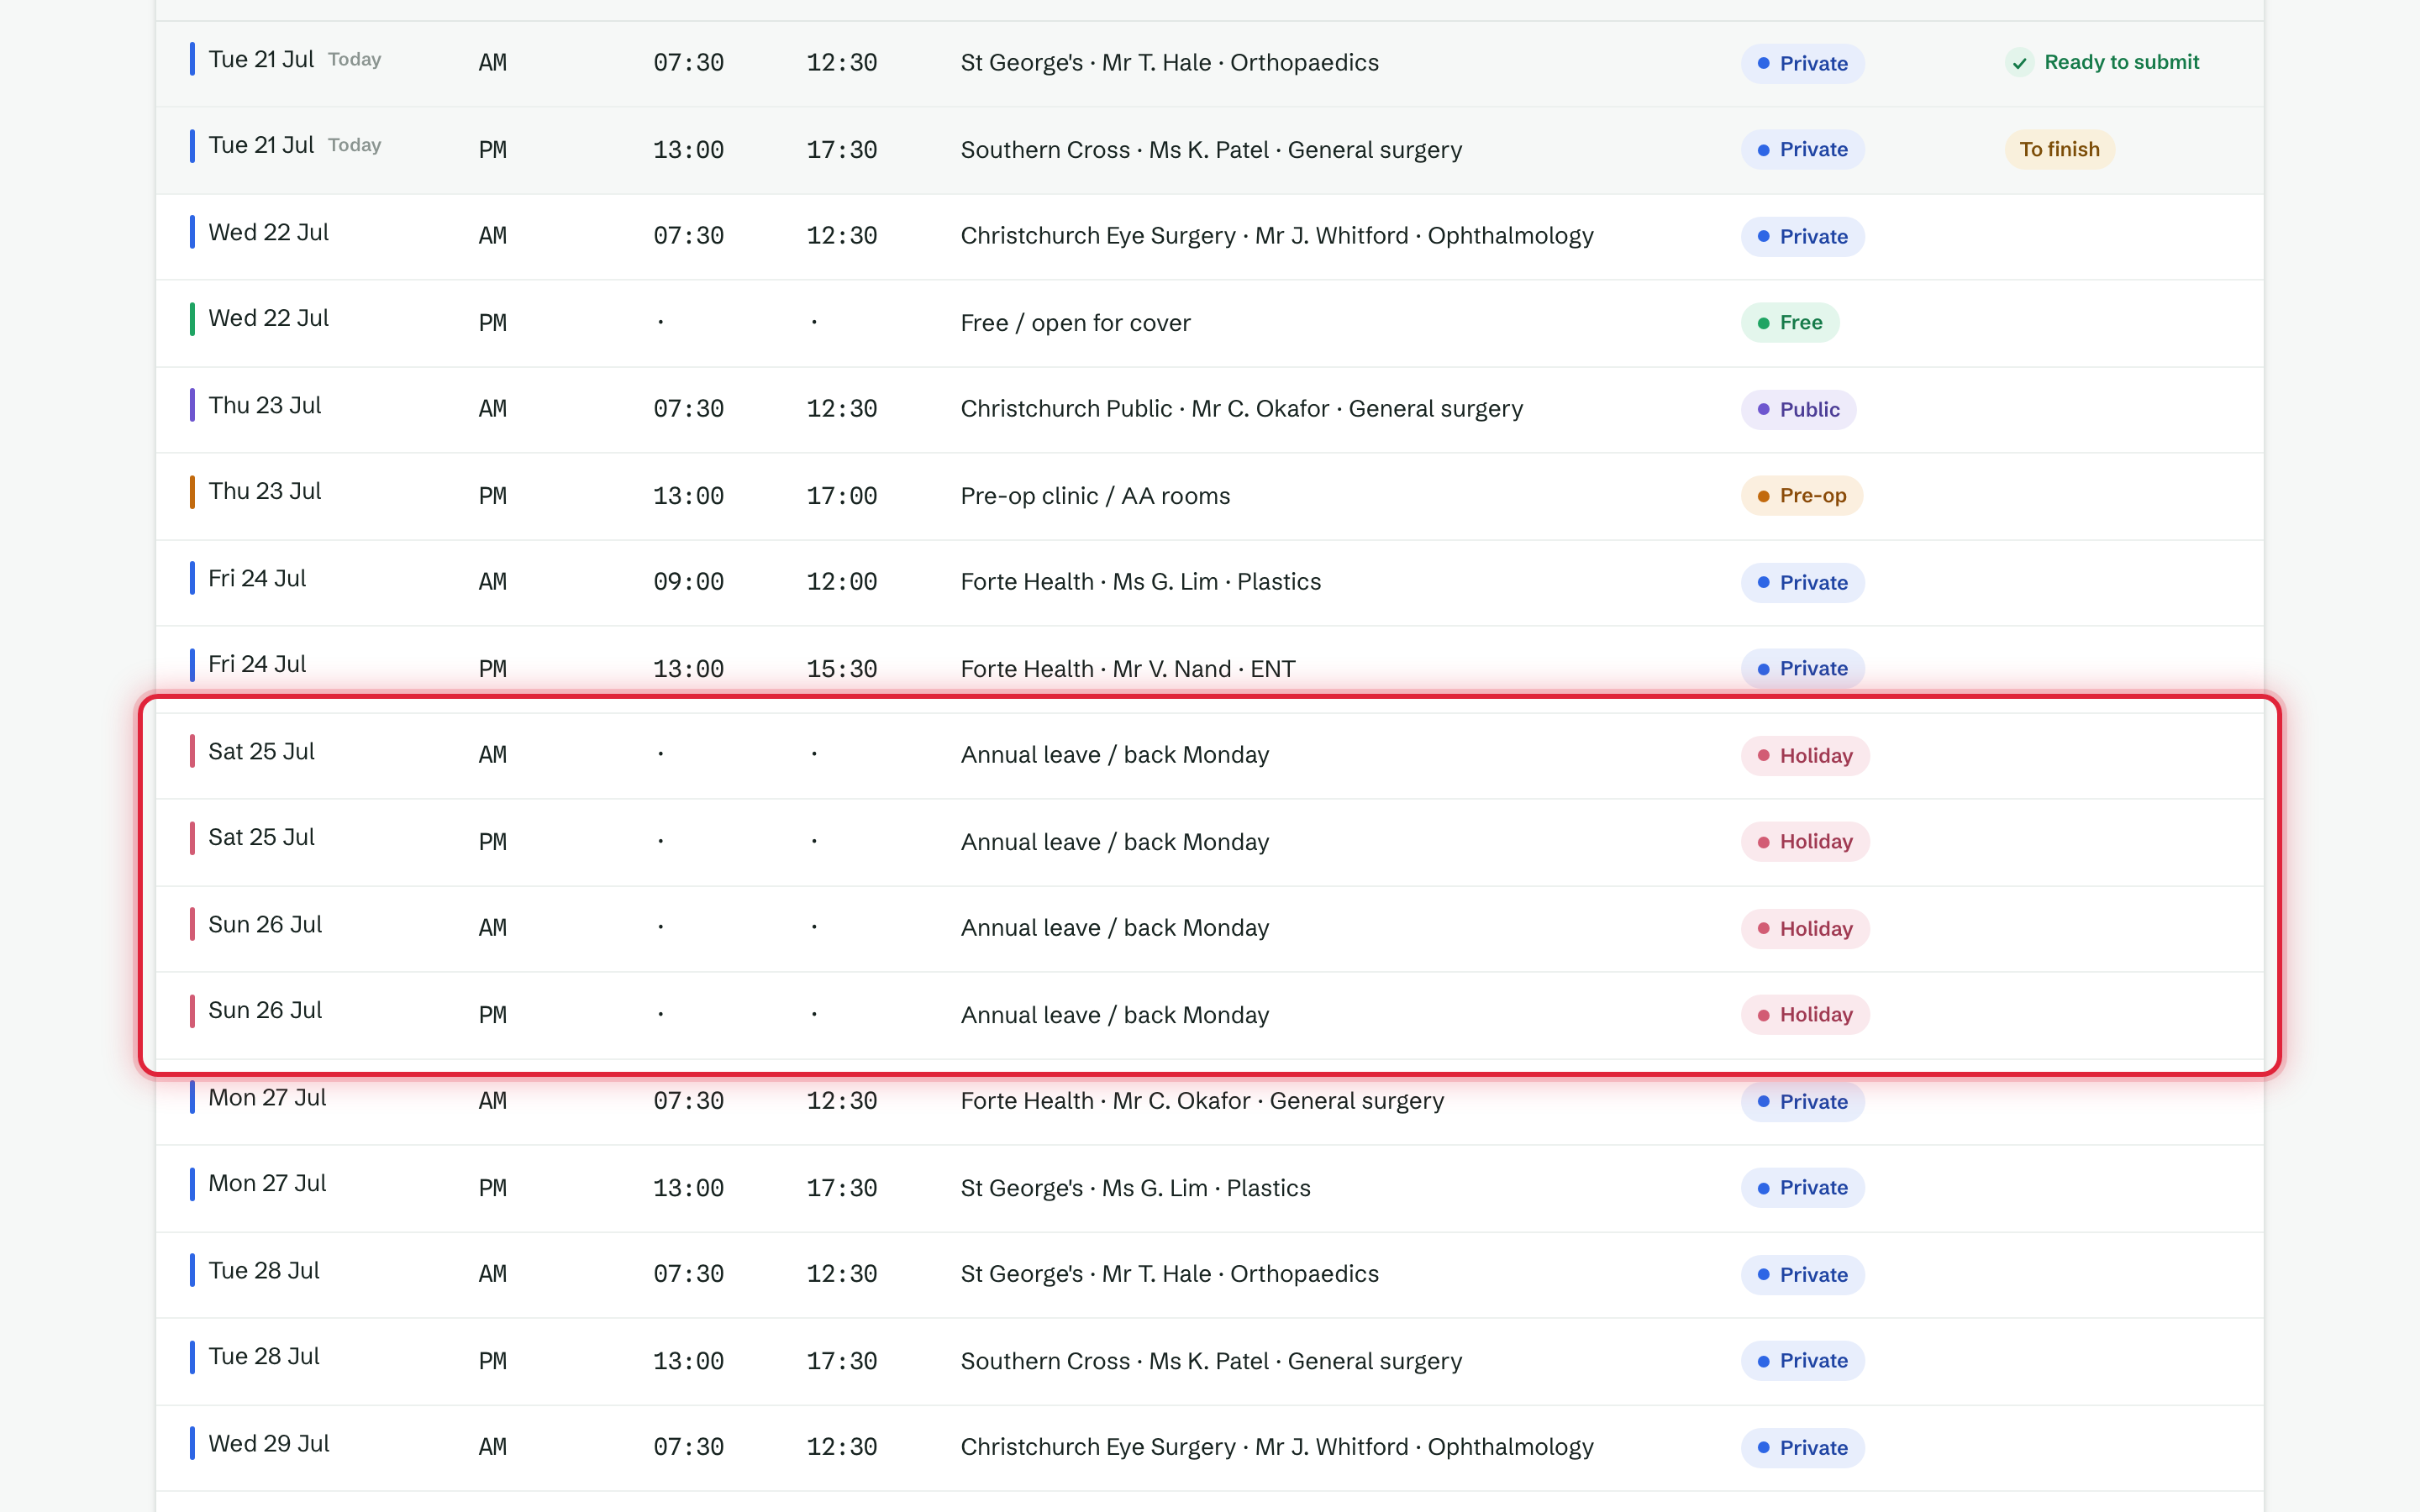 Tue 21 Jul Today AM 07:30 12:30 St George's · Mr T. Hale · Orthopaedics Private Ready to submit
Tue 21 Jul Today PM 13:00 17:30 Southern Cross · Ms K. Patel · General surgery Private To finish
Wed 22 Jul AM 07:30 12:30 Christchurch Eye Surgery · Mr J. Whitford · Ophthalmology Private
Wed 22 Jul PM · · Free / open for cover Free
Thu 23 Jul AM 07:30 12:30 Christchurch Public · Mr C. Okafor · General surgery Public
Thu 23 Jul PM 13:00 17:00 Pre-op clinic / AA rooms Pre-op
Fri 24 Jul AM 09:00 12:00 Forte Health · Ms G. Lim · Plastics Private
Fri 24 Jul PM 13:00 15:30 Forte Health · Mr V. Nand · ENT Private
Sat 25 Jul AM · · Annual leave / back Monday Holiday
Sat 25 Jul PM · · Annual leave / back Monday Holiday
Sun 26 Jul AM · · Annual leave / back Monday Holiday
Sun 26 Jul PM · · Annual leave / back Monday Holiday
Mon 27 Jul AM 07:30 12:30 Forte Health · Mr C. Okafor · General surgery Private
Mon 27 Jul PM 13:00 17:30 St George's · Ms G. Lim · Plastics Private
Tue 28 Jul AM 07:30 12:30 St George's · Mr T. Hale · Orthopaedics Private
Tue 28 Jul PM 13:00 17:30 Southern Cross · Ms K. Patel · General surgery Private
Wed 29 Jul AM 07:30 12:30 Christchurch Eye Surgery · Mr J. Whitford · Ophthalmology Private